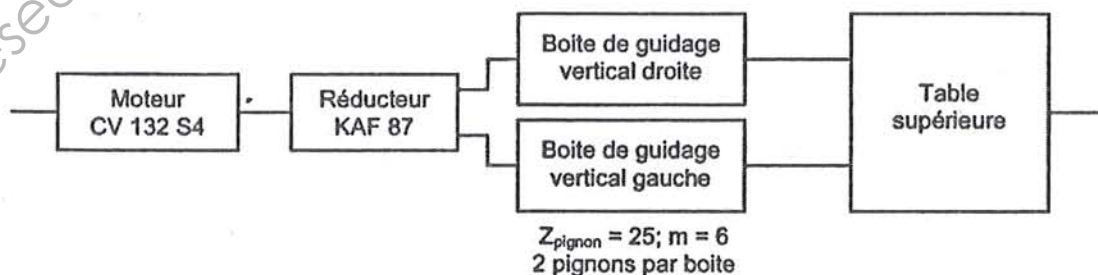 Moteur
CV 132 S4
Réducteur
KAF 87
Boite de guidage
vertical droite
Boite de guidage
vertical gauche
Z pignon = 25; m = 6
2 pignons par boite
Table
supérieure